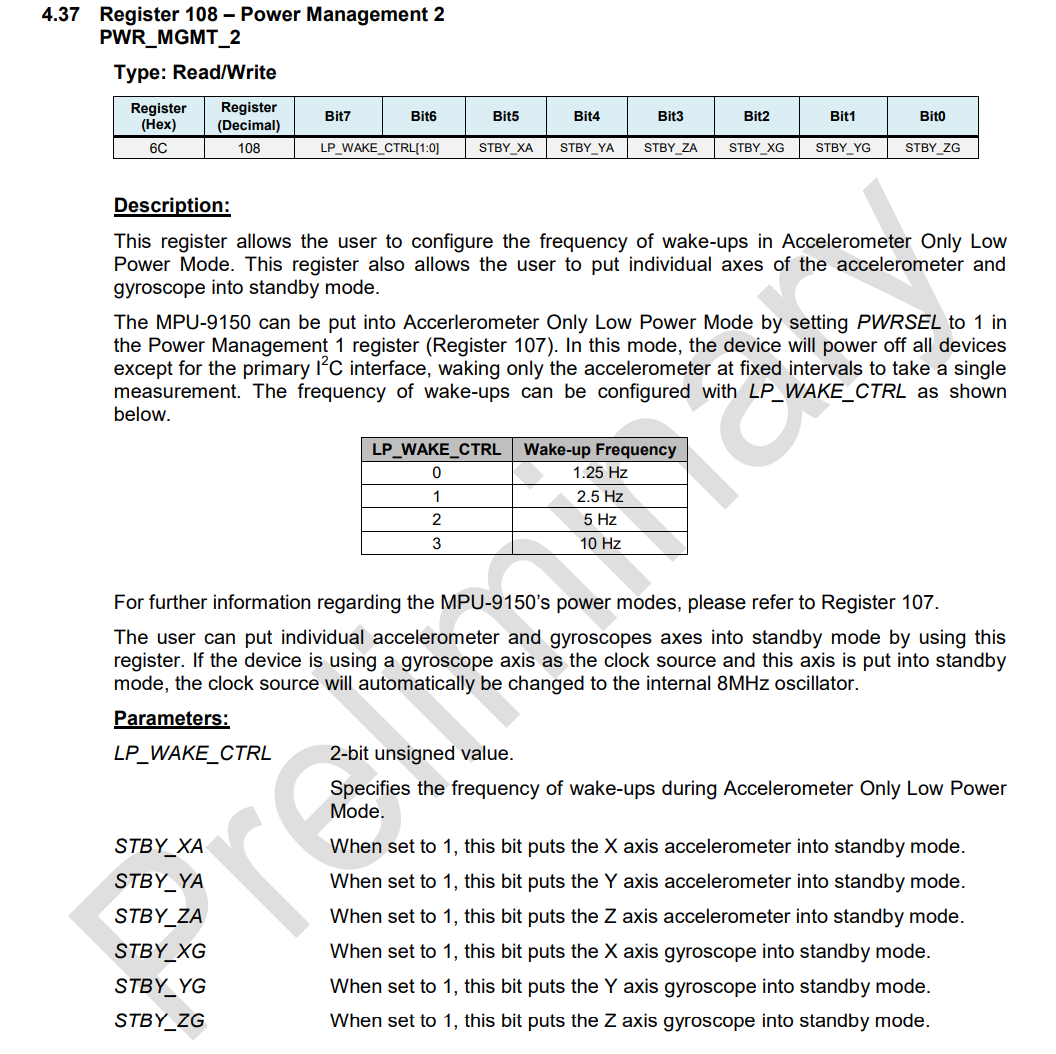 4.37 Register 108 – Power Management 2
PWR_MGMT_2
Type: Read/Write
Register (Hex) Register (Decimal) Bit7 Bit6 Bit5 Bit4 Bit3 Bit2 Bit1 Bit0
6C 108 LP_WAKE_CTRL[1:0] STBY_XA STBY_YA STBY_ZA STBY_XG STBY_YG STBY_ZG
Description:
This register allows the user to configure the frequency of wake-ups in Accelerometer Only Low
Power Mode. This register also allows the user to put individual axes of the accelerometer and
gyroscope into standby mode.
The MPU-9150 can be put into Accerlerometer Only Low Power Mode by setting PWRSEL to 1 in
the Power Management 1 register (Register 107). In this mode, the device will power off all devices
except for the primary I²C interface, waking only the accelerometer at fixed intervals to take a single
measurement. The frequency of wake-ups can be configured with LP_WAKE_CTRL as shown
below.
LP_WAKE_CTRL Wake-up Frequency
0 1.25 Hz
1 2.5 Hz
2 5 Hz
3 10 Hz
For further information regarding the MPU-9150’s power modes, please refer to Register 107.
The user can put individual accelerometer and gyroscopes axes into standby mode by using this
register. If the device is using a gyroscope axis as the clock source and this axis is put into standby
mode, the clock source will automatically be changed to the internal 8MHz oscillator.
Parameters:
LP_WAKE_CTRL 2-bit unsigned value.
Specifies the frequency of wake-ups during Accelerometer Only Low Power
Mode.
STBY_XA When set to 1, this bit puts the X axis accelerometer into standby mode.
STBY_YA When set to 1, this bit puts the Y axis accelerometer into standby mode.
STBY_ZA When set to 1, this bit puts the Z axis accelerometer into standby mode.
STBY_XG When set to 1, this bit puts the X axis gyroscope into standby mode.
STBY_YG When set to 1, this bit puts the Y axis gyroscope into standby mode.
STBY_ZG When set to 1, this bit puts the Z axis gyroscope into standby mode.
Preliminary